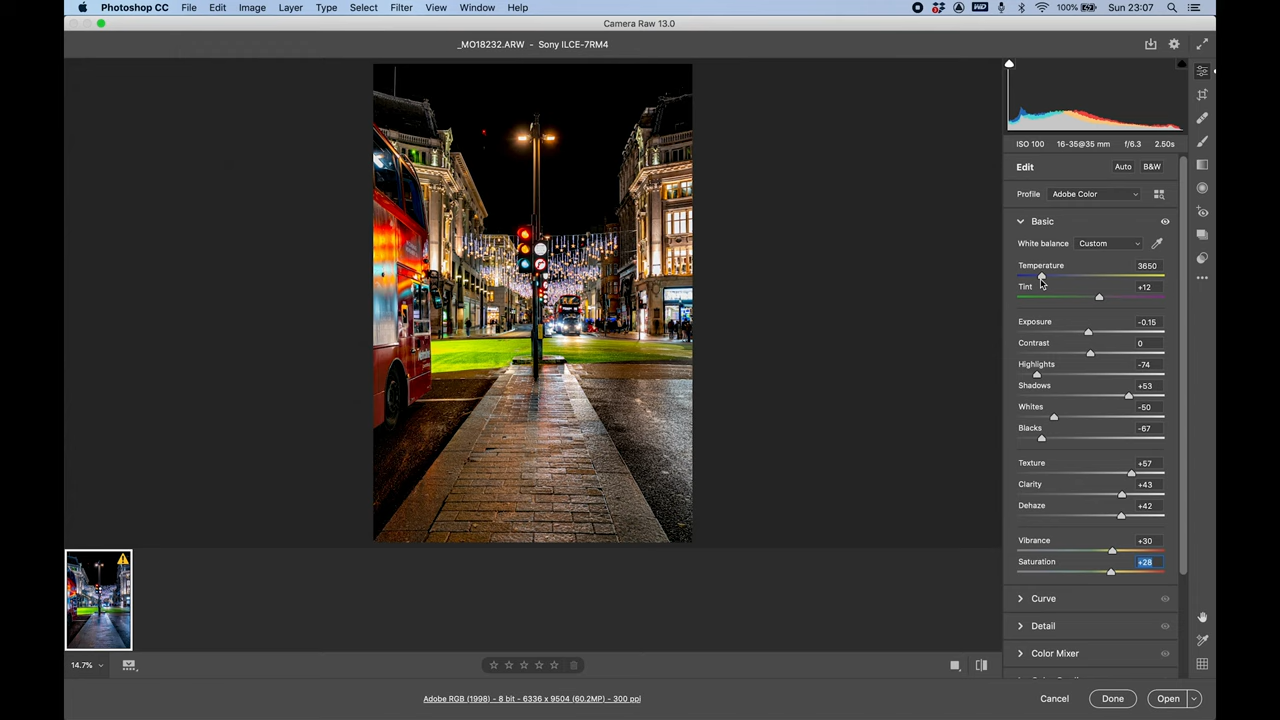 Photoshop CC File Edit Image Layer Type Select Filter View Window Help 100% Sun 23:07
Camera Raw 13.0
_MO18232.ARW - Sony ILCE-7RM4
ISO 100 16-35@35 mm f/6.3 2.50s
Edit Auto B&W
Profile Adobe Color
Basic
White balance Custom
Temperature 3650
Tint +12
Exposure -0.15
Contrast 0
Highlights -74
Shadows +53
Whites -50
Blacks -67
Texture +57
Clarity +43
Dehaze +42
Vibrance +30
Saturation +28
Curve
Detail
Color Mixer
14.7%
Adobe RGB (1998) - 8 bit - 6336 x 9504 (60.2MP) - 300 ppi
Cancel Done Open